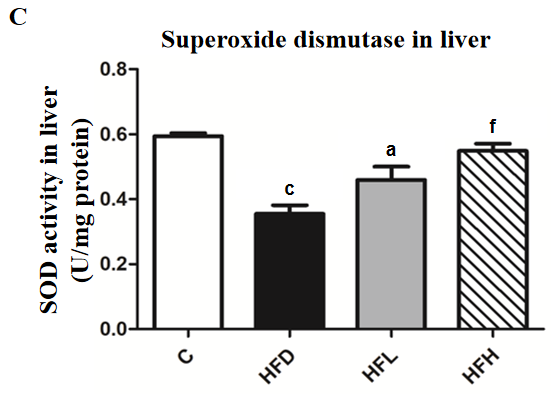 C
Superoxide dismutase in liver
SOD activity in liver
(U/mg protein)
0.8
0.6
0.4
0.2
0.0
c
a
f
C
HFD
HFL
HFH